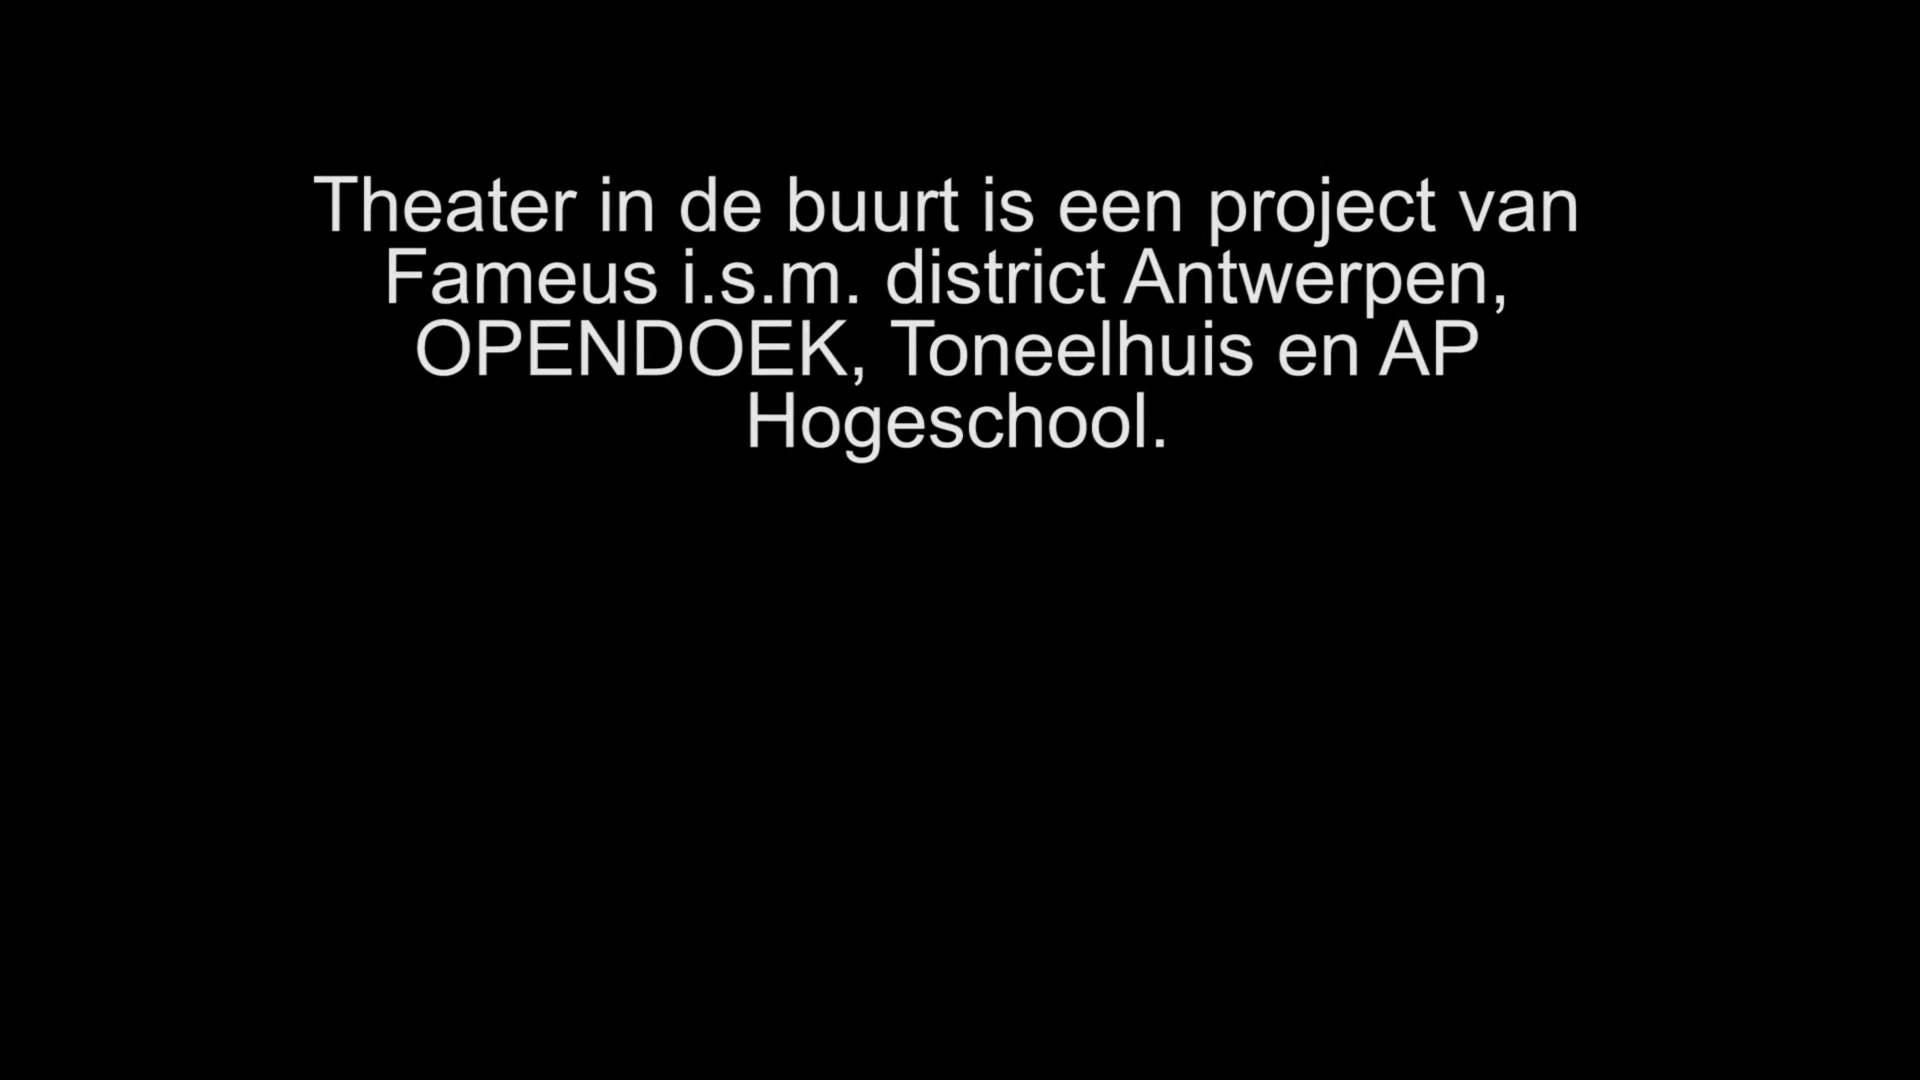 Theater in de buurt is een project van
Fameus i.s.m. district Antwerpen,
OPENDOEK, Toneelhuis en AP
Hogeschool.